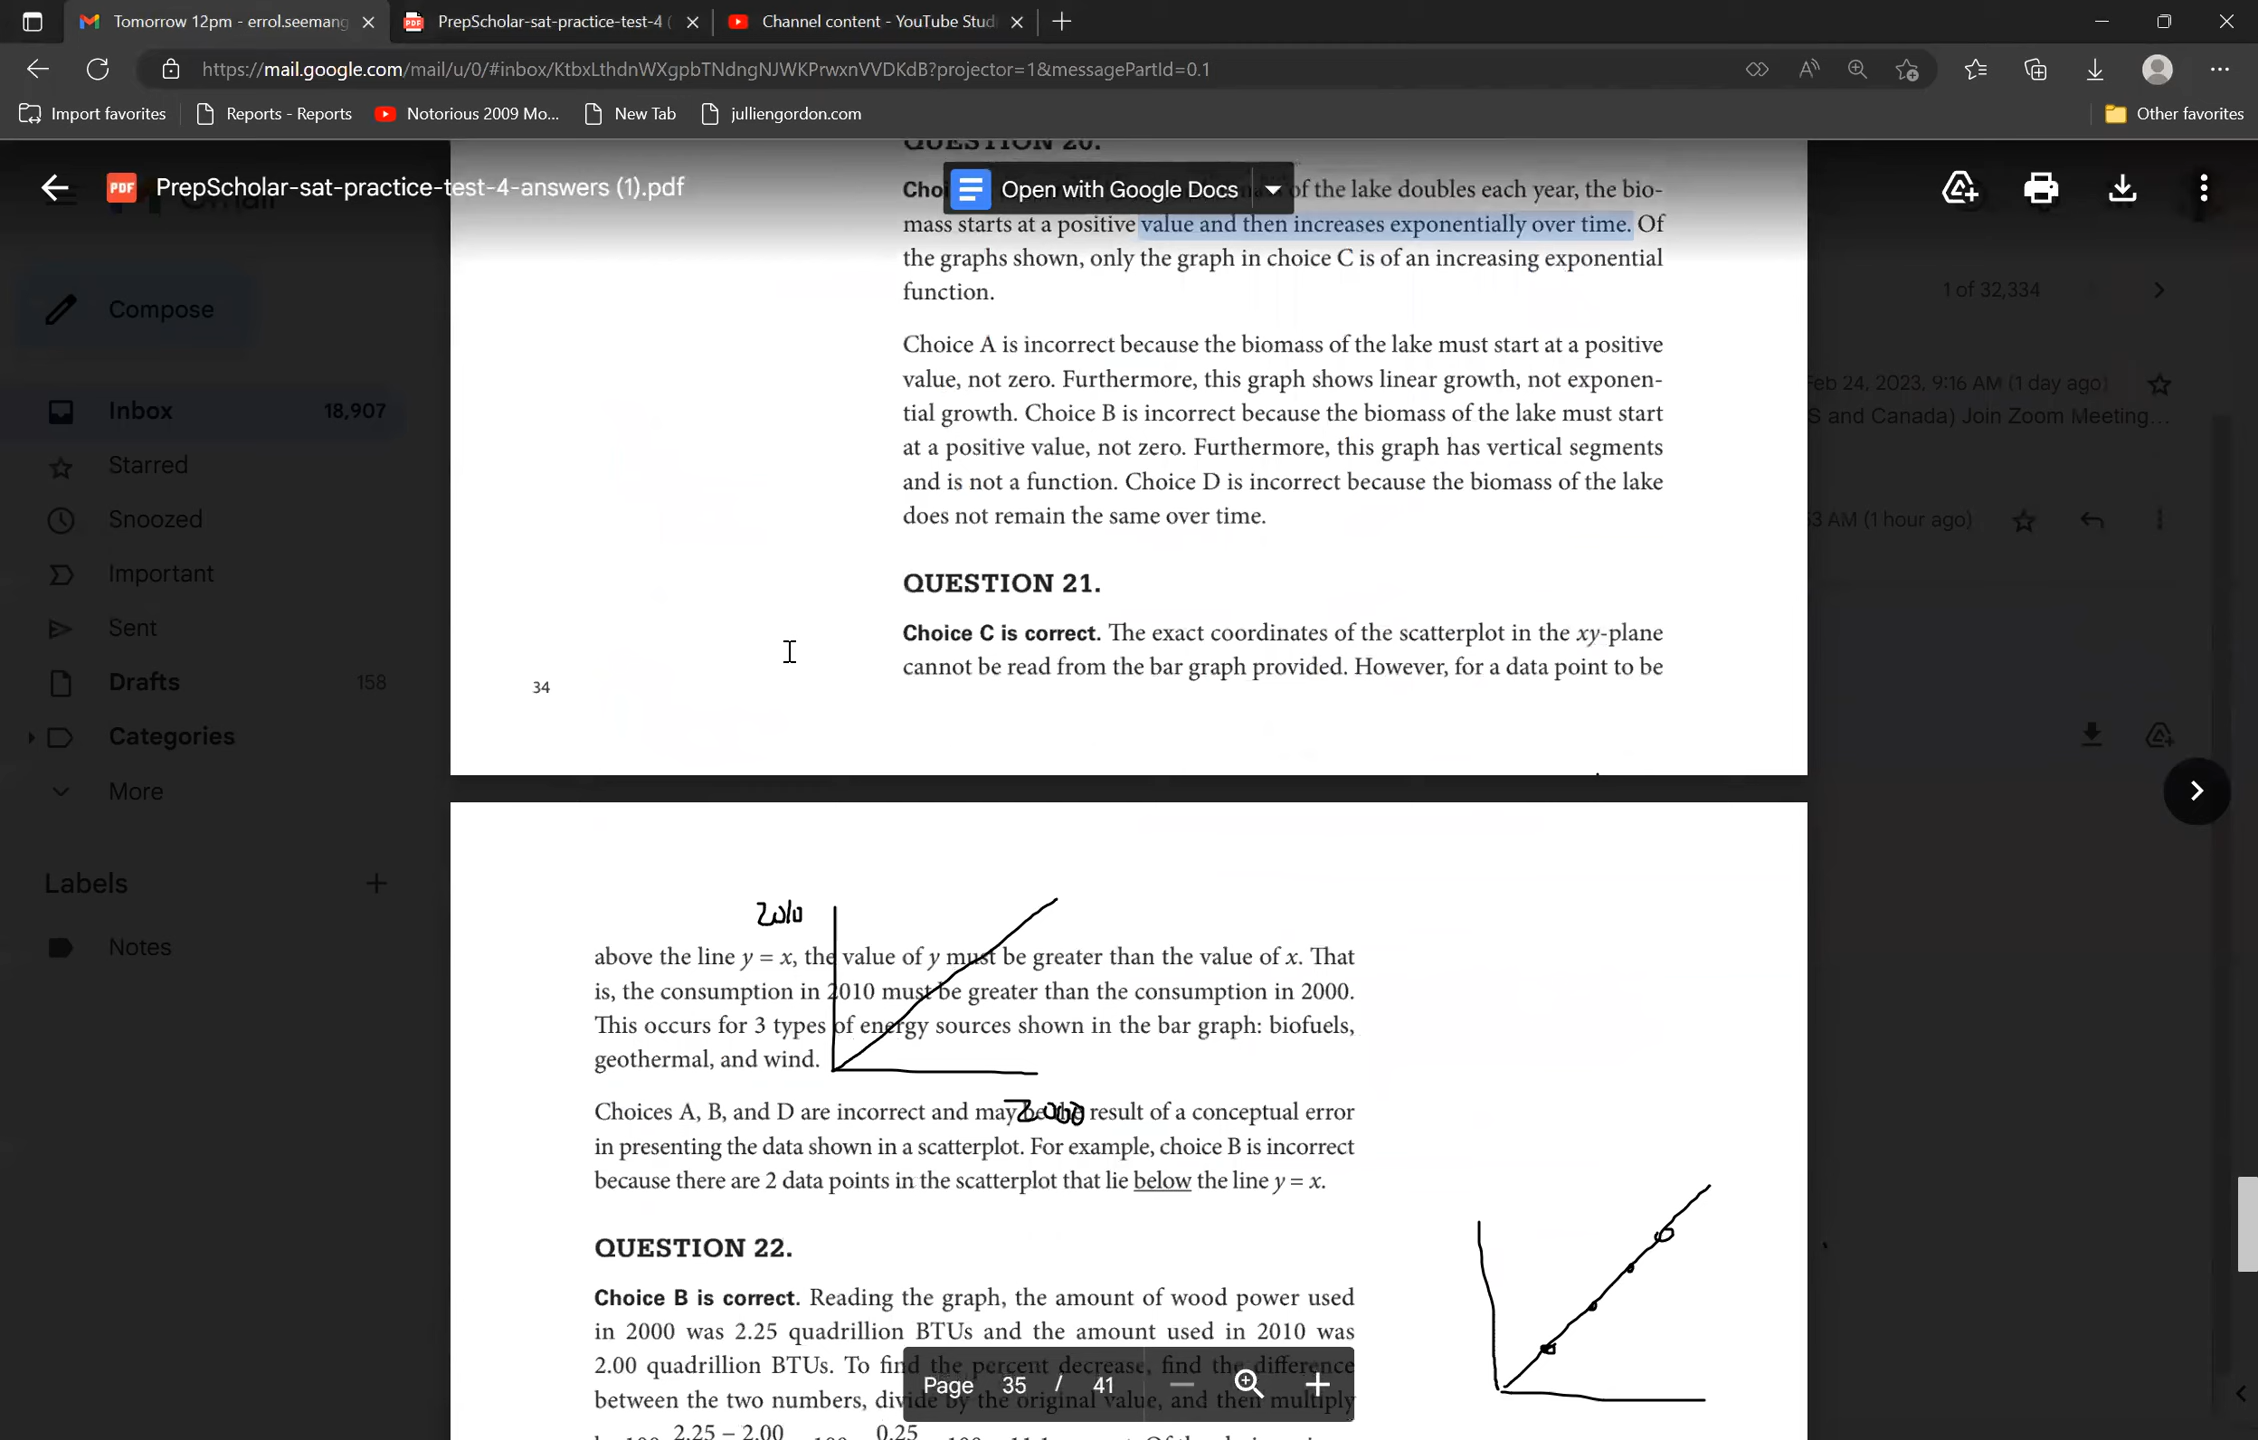 Tomorrow 12pm - errol.seemang
PrepScholar-sat-practice-test-4 (
Channel content - YouTube Stud
https://mail.google.com/mail/u/0/#inbox/KtbxLthdnWXgpbTNdngNJWKPrwxnVVDKdB?projector=1&messagePartId=0.1
Import favorites
Reports - Reports
Notorious 2009 Mo...
New Tab
julliengordon.com
Other favorites
PDF
PrepScholar-sat-practice-test-4-answers (1).pdf
Open with Google Docs
Compose
Inbox
18,907
Starred
Snoozed
Important
Sent
Drafts
158
Categories
More
Labels
Notes
1 of 32,334
Feb 24, 2023, 9:16 AM (1 day ago)
S and Canada) Join Zoom Meeting...
3 AM (1 hour ago)
QUESTION 20.
Choi of the lake doubles each year, the bio-
mass starts at a positive value and then increases exponentially over time. Of
the graphs shown, only the graph in choice C is of an increasing exponential
function.
Choice A is incorrect because the biomass of the lake must start at a positive
value, not zero. Furthermore, this graph shows linear growth, not exponen-
tial growth. Choice B is incorrect because the biomass of the lake must start
at a positive value, not zero. Furthermore, this graph has vertical segments
and is not a function. Choice D is incorrect because the biomass of the lake
does not remain the same over time.
QUESTION 21.
Choice C is correct. The exact coordinates of the scatterplot in the xy-plane
cannot be read from the bar graph provided. However, for a data point to be
34
2010
above the line y = x, the value of y must be greater than the value of x. That
is, the consumption in 2010 must be greater than the consumption in 2000.
This occurs for 3 types of energy sources shown in the bar graph: biofuels,
geothermal, and wind.
2000
Choices A, B, and D are incorrect and may be the result of a conceptual error
in presenting the data shown in a scatterplot. For example, choice B is incorrect
because there are 2 data points in the scatterplot that lie below the line y = x.
QUESTION 22.
Choice B is correct. Reading the graph, the amount of wood power used
in 2000 was 2.25 quadrillion BTUs and the amount used in 2010 was
2.00 quadrillion BTUs. To find the percent decrease, find the difference
between the two numbers, divide by the original value, and then multiply
2.25 – 2.00
0.25
Page 35 / 41